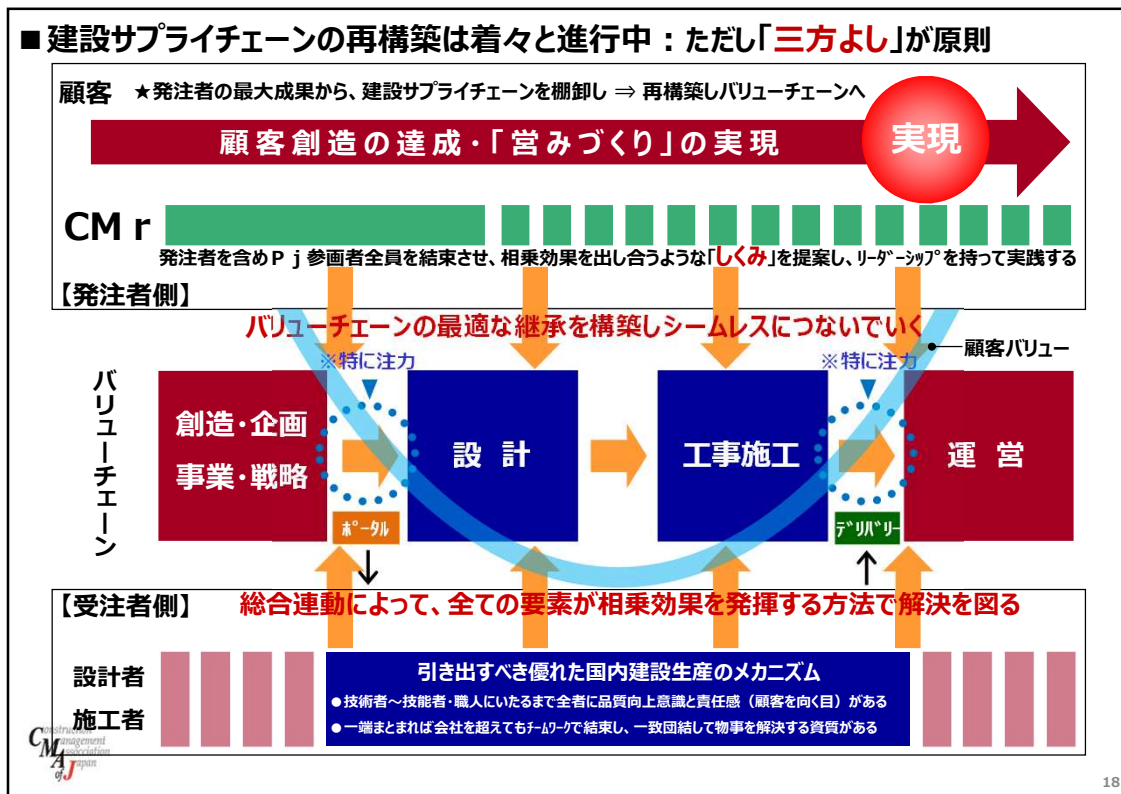 ■建設サプライチェーンの再構築は着々と進行中：ただし「三方よし」が原則
顧客 ★発注者の最大成果から、建設サプライチェーンを棚卸し ⇒ 再構築しバリューチェーンへ
顧客創造の達成・「営みづくり」の実現
実現
CMr
発注者を含めＰｊ参画者全員を結束させ、相乗効果を出し合うような「しくみ」を提案し、ﾘｰﾀﾞｰｼｯﾌﾟを持って実践する
【発注者側】
バリューチェーンの最適な継承を構築しシームレスにつないでいく
顧客バリュー
※特に注力
※特に注力
バリューチェーン
創造・企画
事業・戦略
設 計
工事施工
運 営
ﾎﾟｰﾀﾙ
ﾃﾞﾘﾊﾞﾘｰ
【受注者側】 総合連動によって、全ての要素が相乗効果を発揮する方法で解決を図る
設計者
施工者
引き出すべき優れた国内建設生産のメカニズム
●技術者～技能者・職人にいたるまで全者に品質向上意識と責任感（顧客を向く目）がある
●一端まとまれば会社を超えてもﾁｰﾑﾜｰｸで結束し、一致団結して物事を解決する資質がある
Construction
Management
Association
of Japan
18